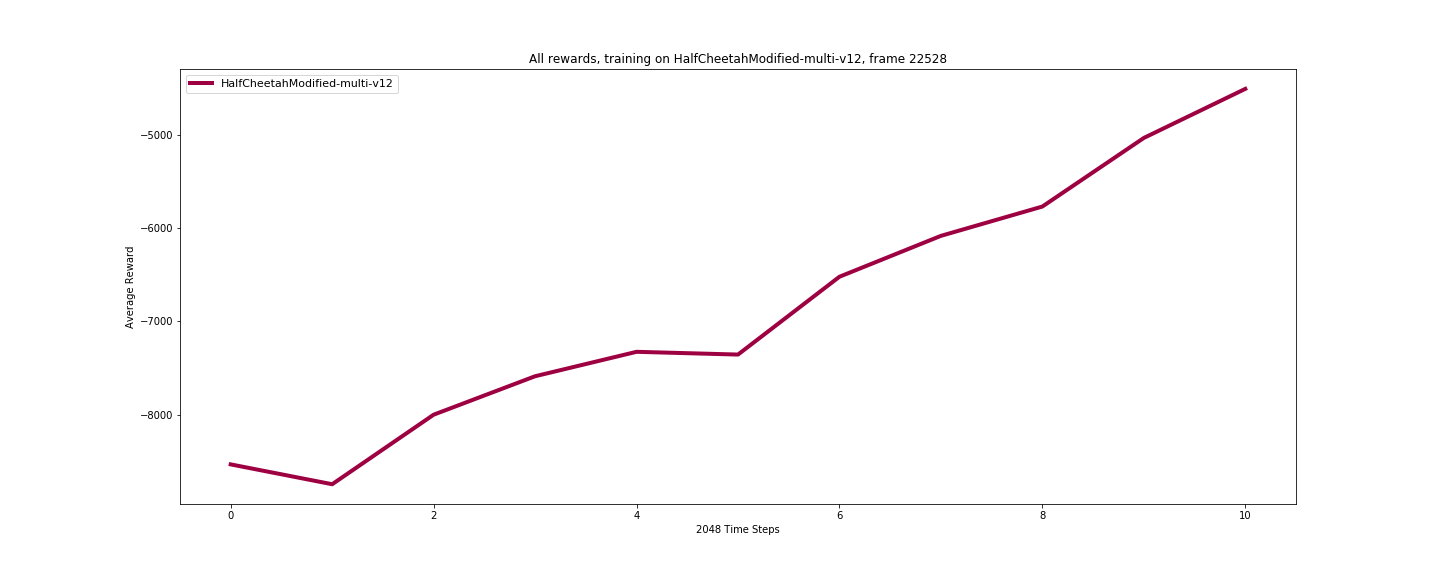 All rewards, training on HalfCheetahModified-multi-v12, frame 22528
HalfCheetahModified-multi-v12
Average Reward
−5000
−6000
−7000
−8000
0 2 4 6 8 10
2048 Time Steps